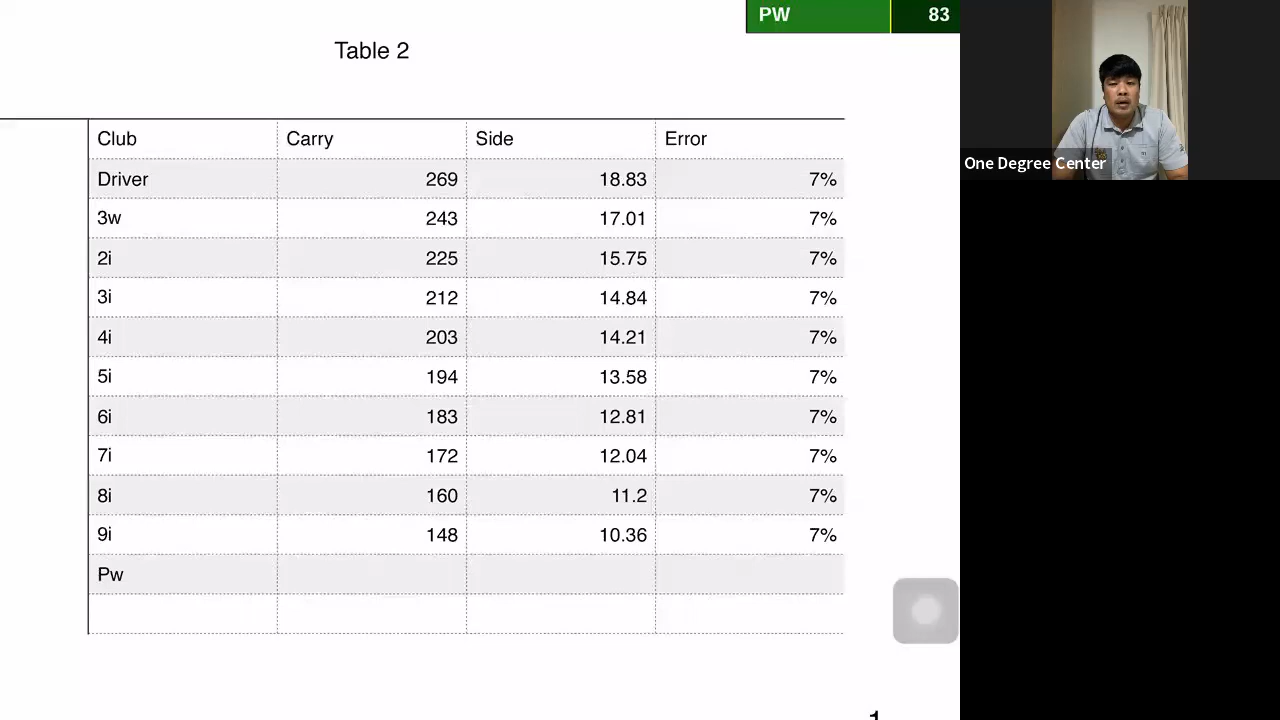 PW 83
Table 2
Club Carry Side Error
Driver 269 18.83 7%
3w 243 17.01 7%
2i 225 15.75 7%
3i 212 14.84 7%
4i 203 14.21 7%
5i 194 13.58 7%
6i 183 12.81 7%
7i 172 12.04 7%
8i 160 11.2 7%
9i 148 10.36 7%
Pw
One Degree Center